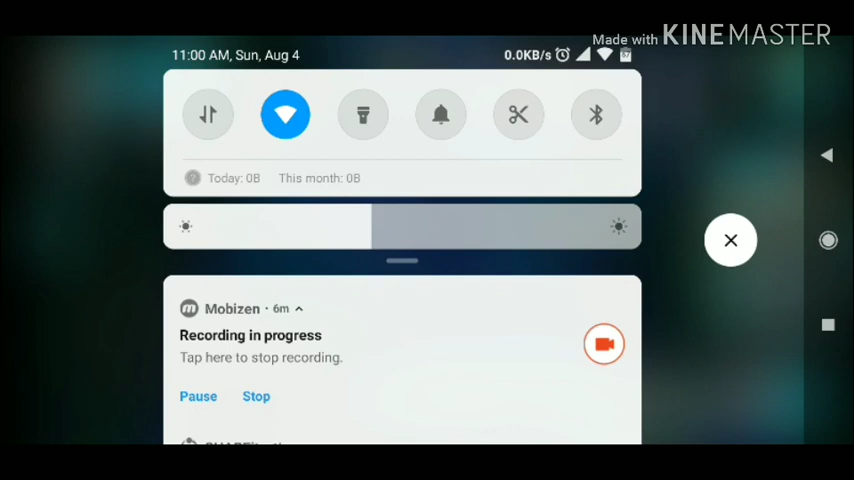 Made with KINEMASTER
11:00 AM, Sun, Aug 4
0.0KB/s
Today: 0B This month: 0B
Mobizen · 6m
Recording in progress
Tap here to stop recording.
Pause Stop